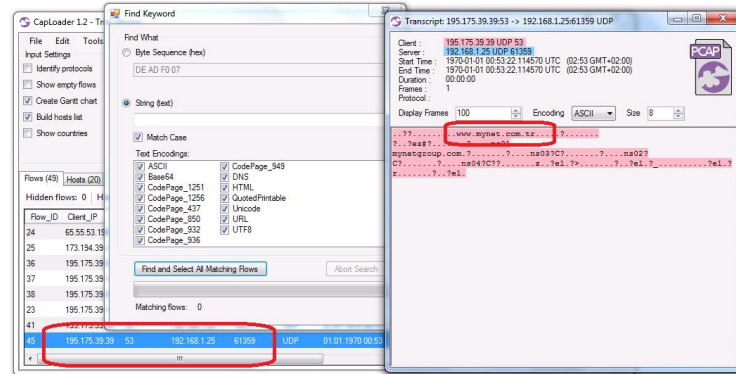 CapLoader 1.2 - Tri
File Edit Tools
Input Settings
Identify protocols
Show empty flows
Create Gantt chart
Build hosts list
Show countries
Flows (49) Hosts (20)
Hidden flows: 0 H
Flow_ID Client_IP
24 65.55.53.15
25 173.194.39
36 195.175.39
37 195.175.39
38 195.175.39
23 195.175.39
41
45 195.175.39.39 53 192.168.1.25 61359 UDP 01.01.1970 00:53
Find Keyword
Find What
Byte Sequence (hex)
DE AD F0 07
String (text)
Match Case
Text Encodings:
ASCII
Base64
CodePage_1251
CodePage_1256
CodePage_437
CodePage_850
CodePage_932
CodePage_936
CodePage_949
DNS
HTML
QuotedPrintable
Unicode
URL
UTF8
Find and Select All Matching Flows
Abort Search
Matching flows: 0
Transcript: 195.175.39.39:53 -> 192.168.1.25:61359 UDP
Client : 195.175.39.39 UDP 53
Server : 192.168.1.25 UDP 61359
Start Time : 1970-01-01 00:53:22.114570 UTC (02:53 GMT+02:00)
End Time : 1970-01-01 00:53:22.114570 UTC (02:53 GMT+02:00)
Duration : 00:00:00
Frames : 1
Protocol :
PCAP
Display Frames 100 Encoding ASCII Size 8
..??.......www.mynet.com.tr.....?......
mynetgroup.com.?......?....ns03?C?......?....ns02?